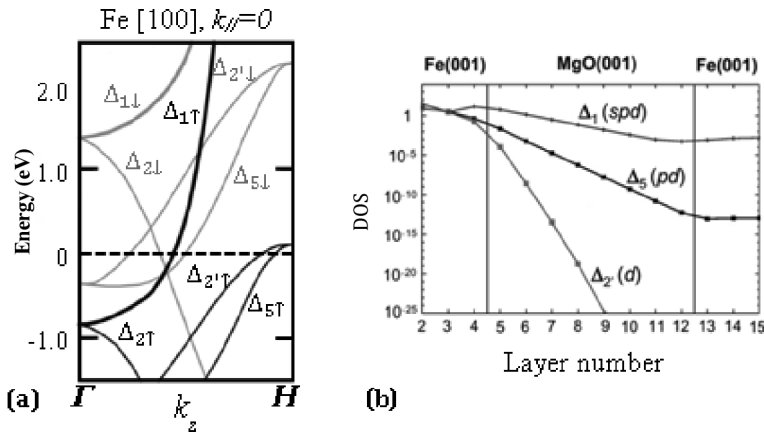 Fe [100], k//=0
Energy (eV)
2.0
1.0
0
-1.0
Δ1↓
Δ2'↓
Δ1↑
Δ2↓
Δ5↓
Δ2'↑
Δ2↑
Δ5↑
Γ
kz
H
(a)
Fe(001) MgO(001) Fe(001)
DOS
1
10-5
10-10
10-15
10-20
10-25
Δ1 (spd)
Δ5 (pd)
Δ2' (d)
2 3 4 5 6 7 8 9 10 11 12 13 14 15
Layer number
(b)